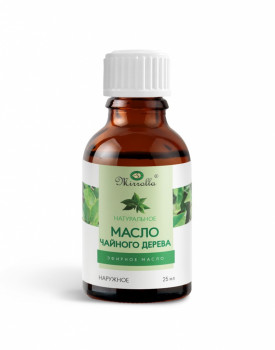 Mirrolla®
НАТУРАЛЬНОЕ
МАСЛО
ЧАЙНОГО ДЕРЕВА
ЭФИРНОЕ МАСЛО
НАРУЖНОЕ 25 мл